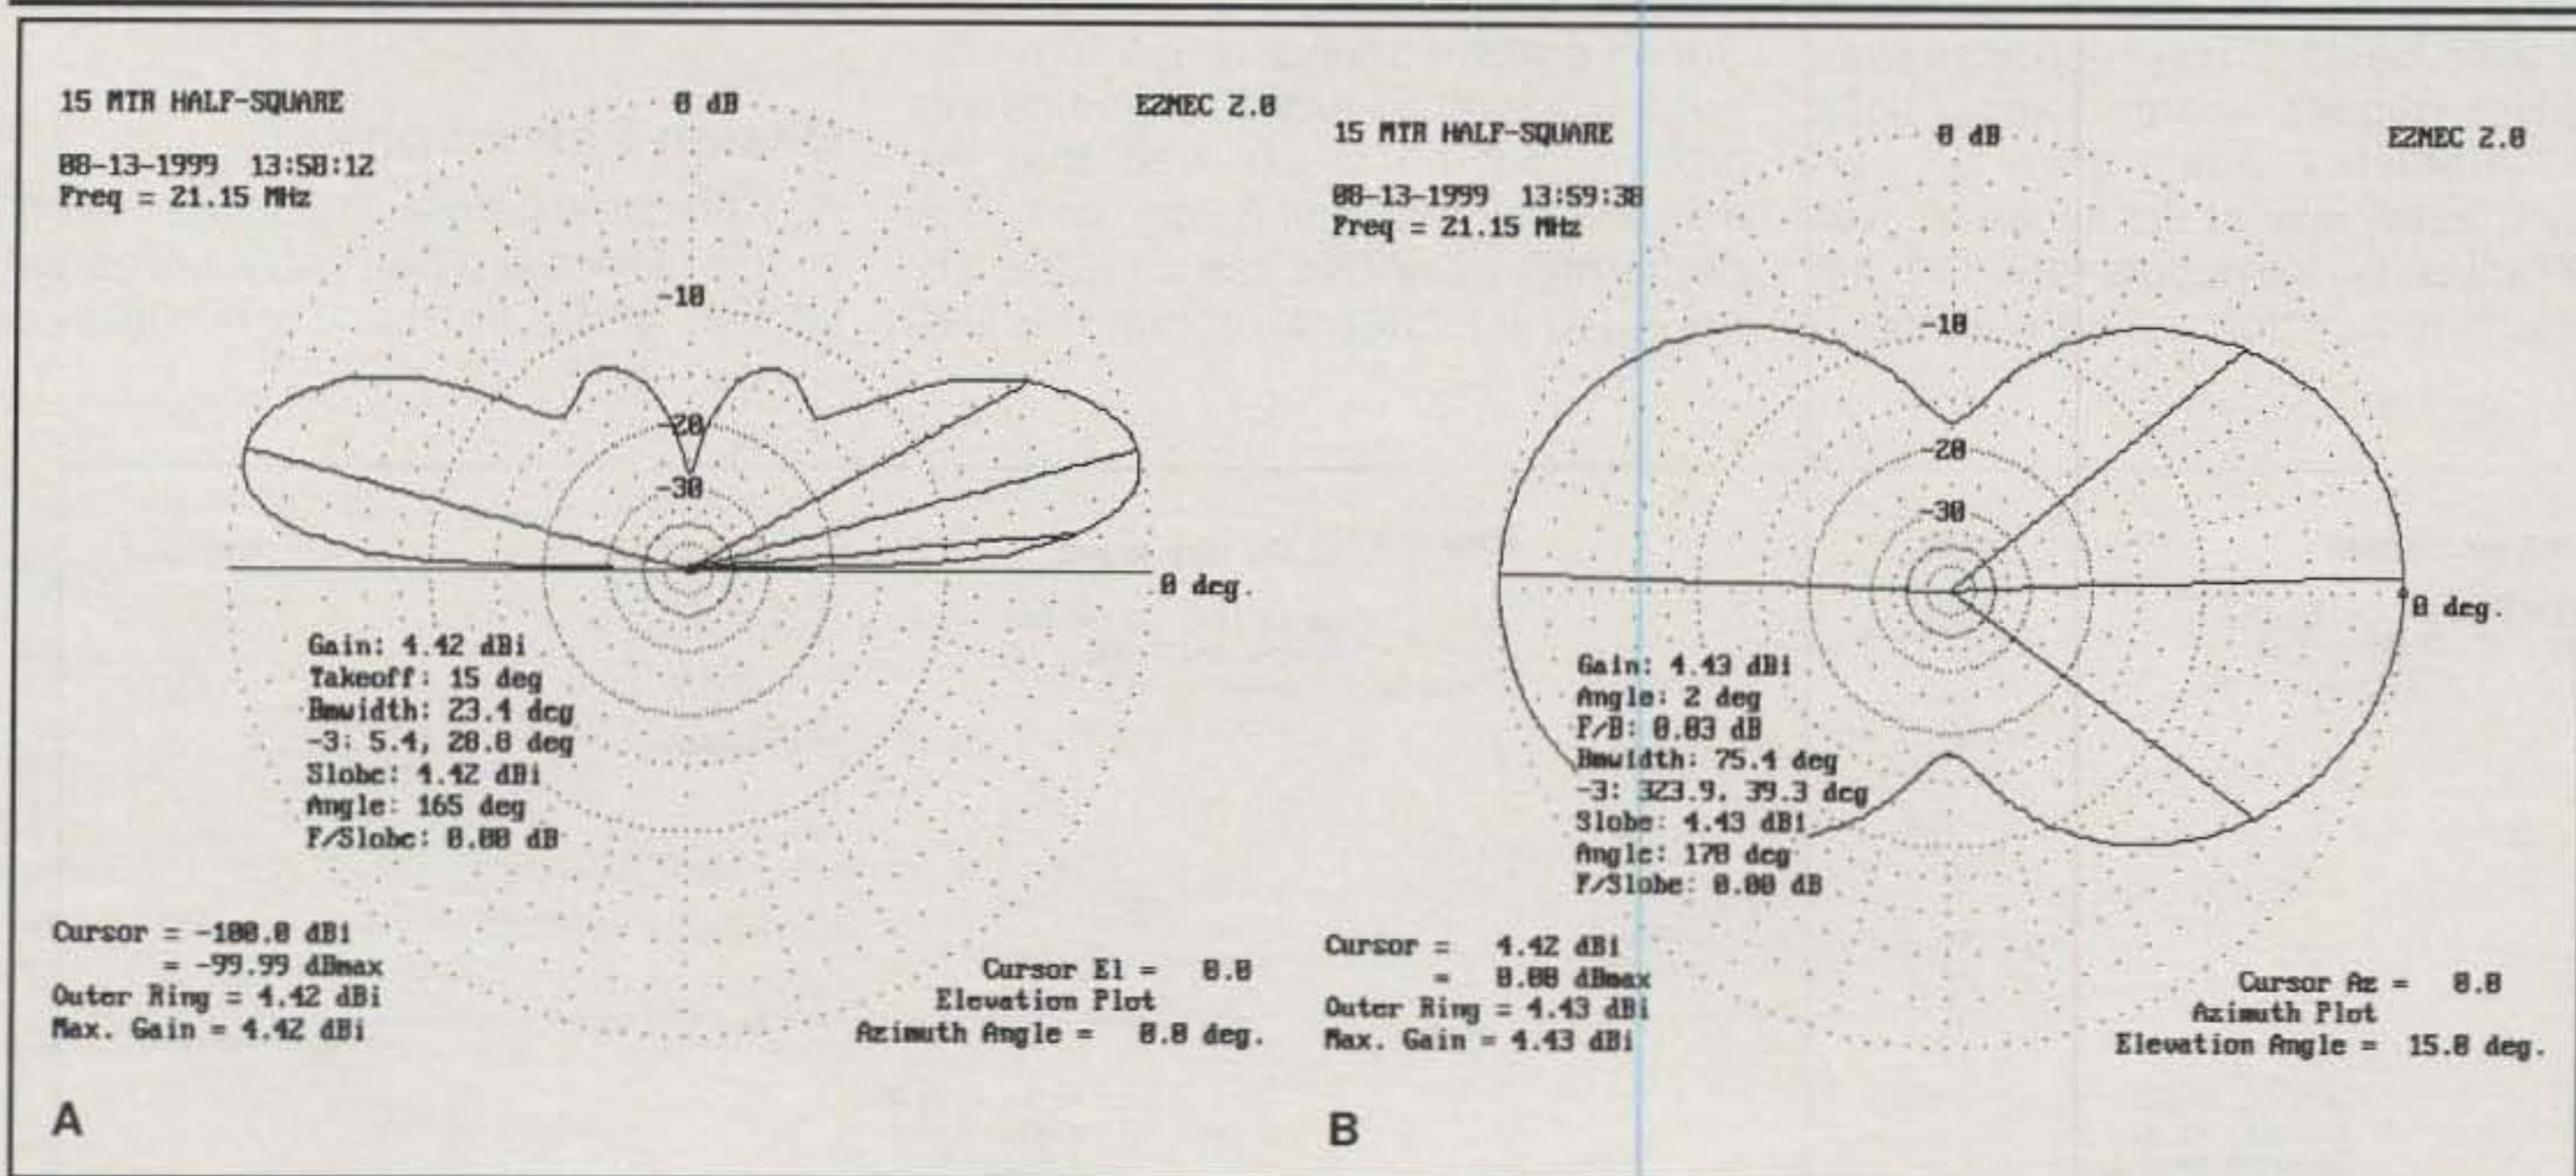 15 MTR HALF-SQUARE
0 dB
EZNEC 2.0
08-13-1999 13:58:12
Freq = 21.15 MHz
-10
-20
-30
0 deg.
Gain: 4.42 dBi
Takeoff: 15 deg
Bmwidth: 23.4 deg
-3: 5.4, 28.8 deg
Slobe: 4.42 dBi
Angle: 165 deg
F/Slobe: 0.00 dB
Cursor = -100.0 dBi
= -99.99 dBmax
Outer Ring = 4.42 dBi
Max. Gain = 4.42 dBi
Cursor El = 0.0
Elevation Plot
Azimuth Angle = 0.0 deg.
A
15 MTR HALF-SQUARE
0 dB
EZNEC 2.0
08-13-1999 13:59:38
Freq = 21.15 MHz
-10
-20
-30
0 deg.
Gain: 4.43 dBi
Angle: 2 deg
F/B: 0.03 dB
Bmwidth: 75.4 deg
-3: 323.9, 39.3 deg
Slobe: 4.43 dBi
Angle: 178 deg
F/Slobe: 0.00 dB
Cursor = 4.42 dBi
= 0.00 dBmax
Outer Ring = 4.43 dBi
Max. Gain = 4.43 dBi
Cursor Az = 0.0
Azimuth Plot
Elevation Angle = 15.0 deg.
B